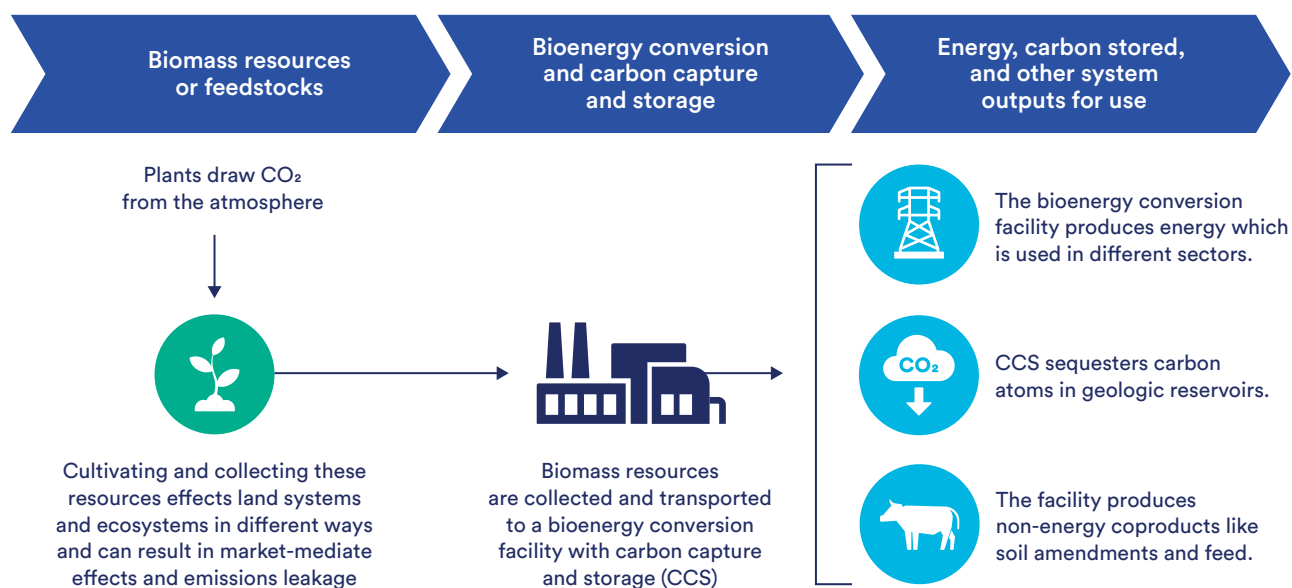 Biomass resources
or feedstocks
Bioenergy conversion
and carbon capture
and storage
Energy, carbon stored,
and other system
outputs for use
Plants draw CO₂
from the atmosphere
Cultivating and collecting these
resources effects land systems
and ecosystems in different ways
and can result in market-mediate
effects and emissions leakage
Biomass resources
are collected and transported
to a bioenergy conversion
facility with carbon capture
and storage (CCS)
The bioenergy conversion
facility produces energy which
is used in different sectors.
CO₂
CCS sequesters carbon
atoms in geologic reservoirs.
The facility produces
non-energy coproducts like
soil amendments and feed.